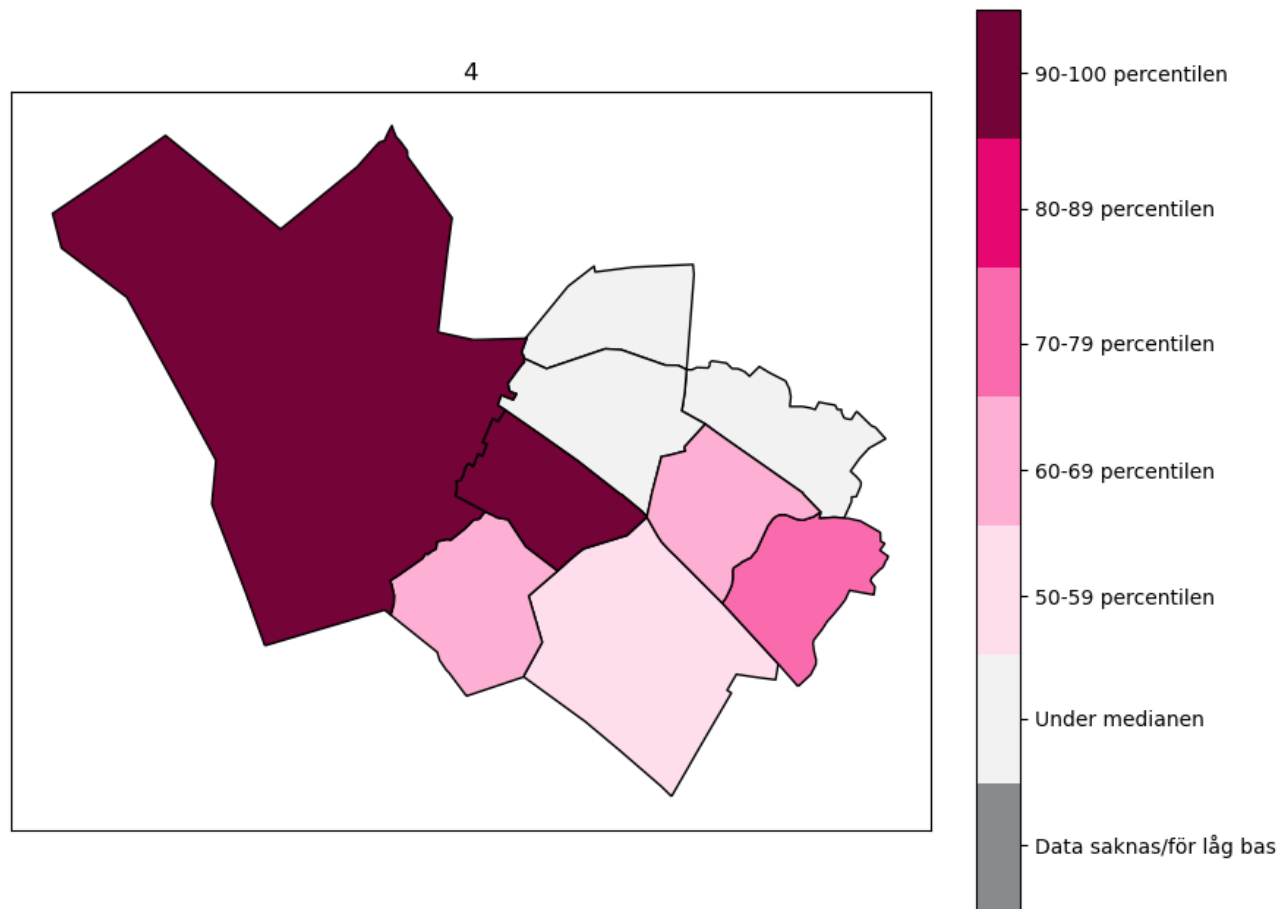 4
90-100 percentilen
80-89 percentilen
70-79 percentilen
60-69 percentilen
50-59 percentilen
Under medianen
Data saknas/för låg bas